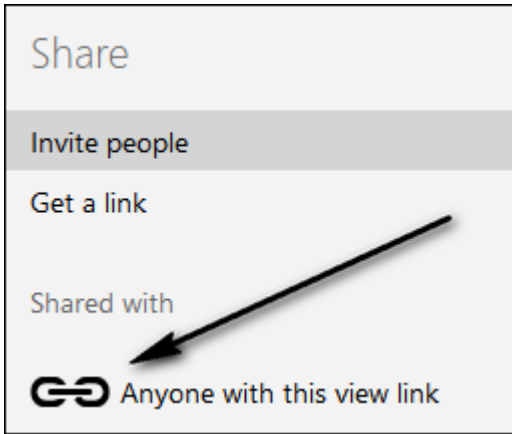 Share
Invite people
Get a link
Shared with
Anyone with this view link